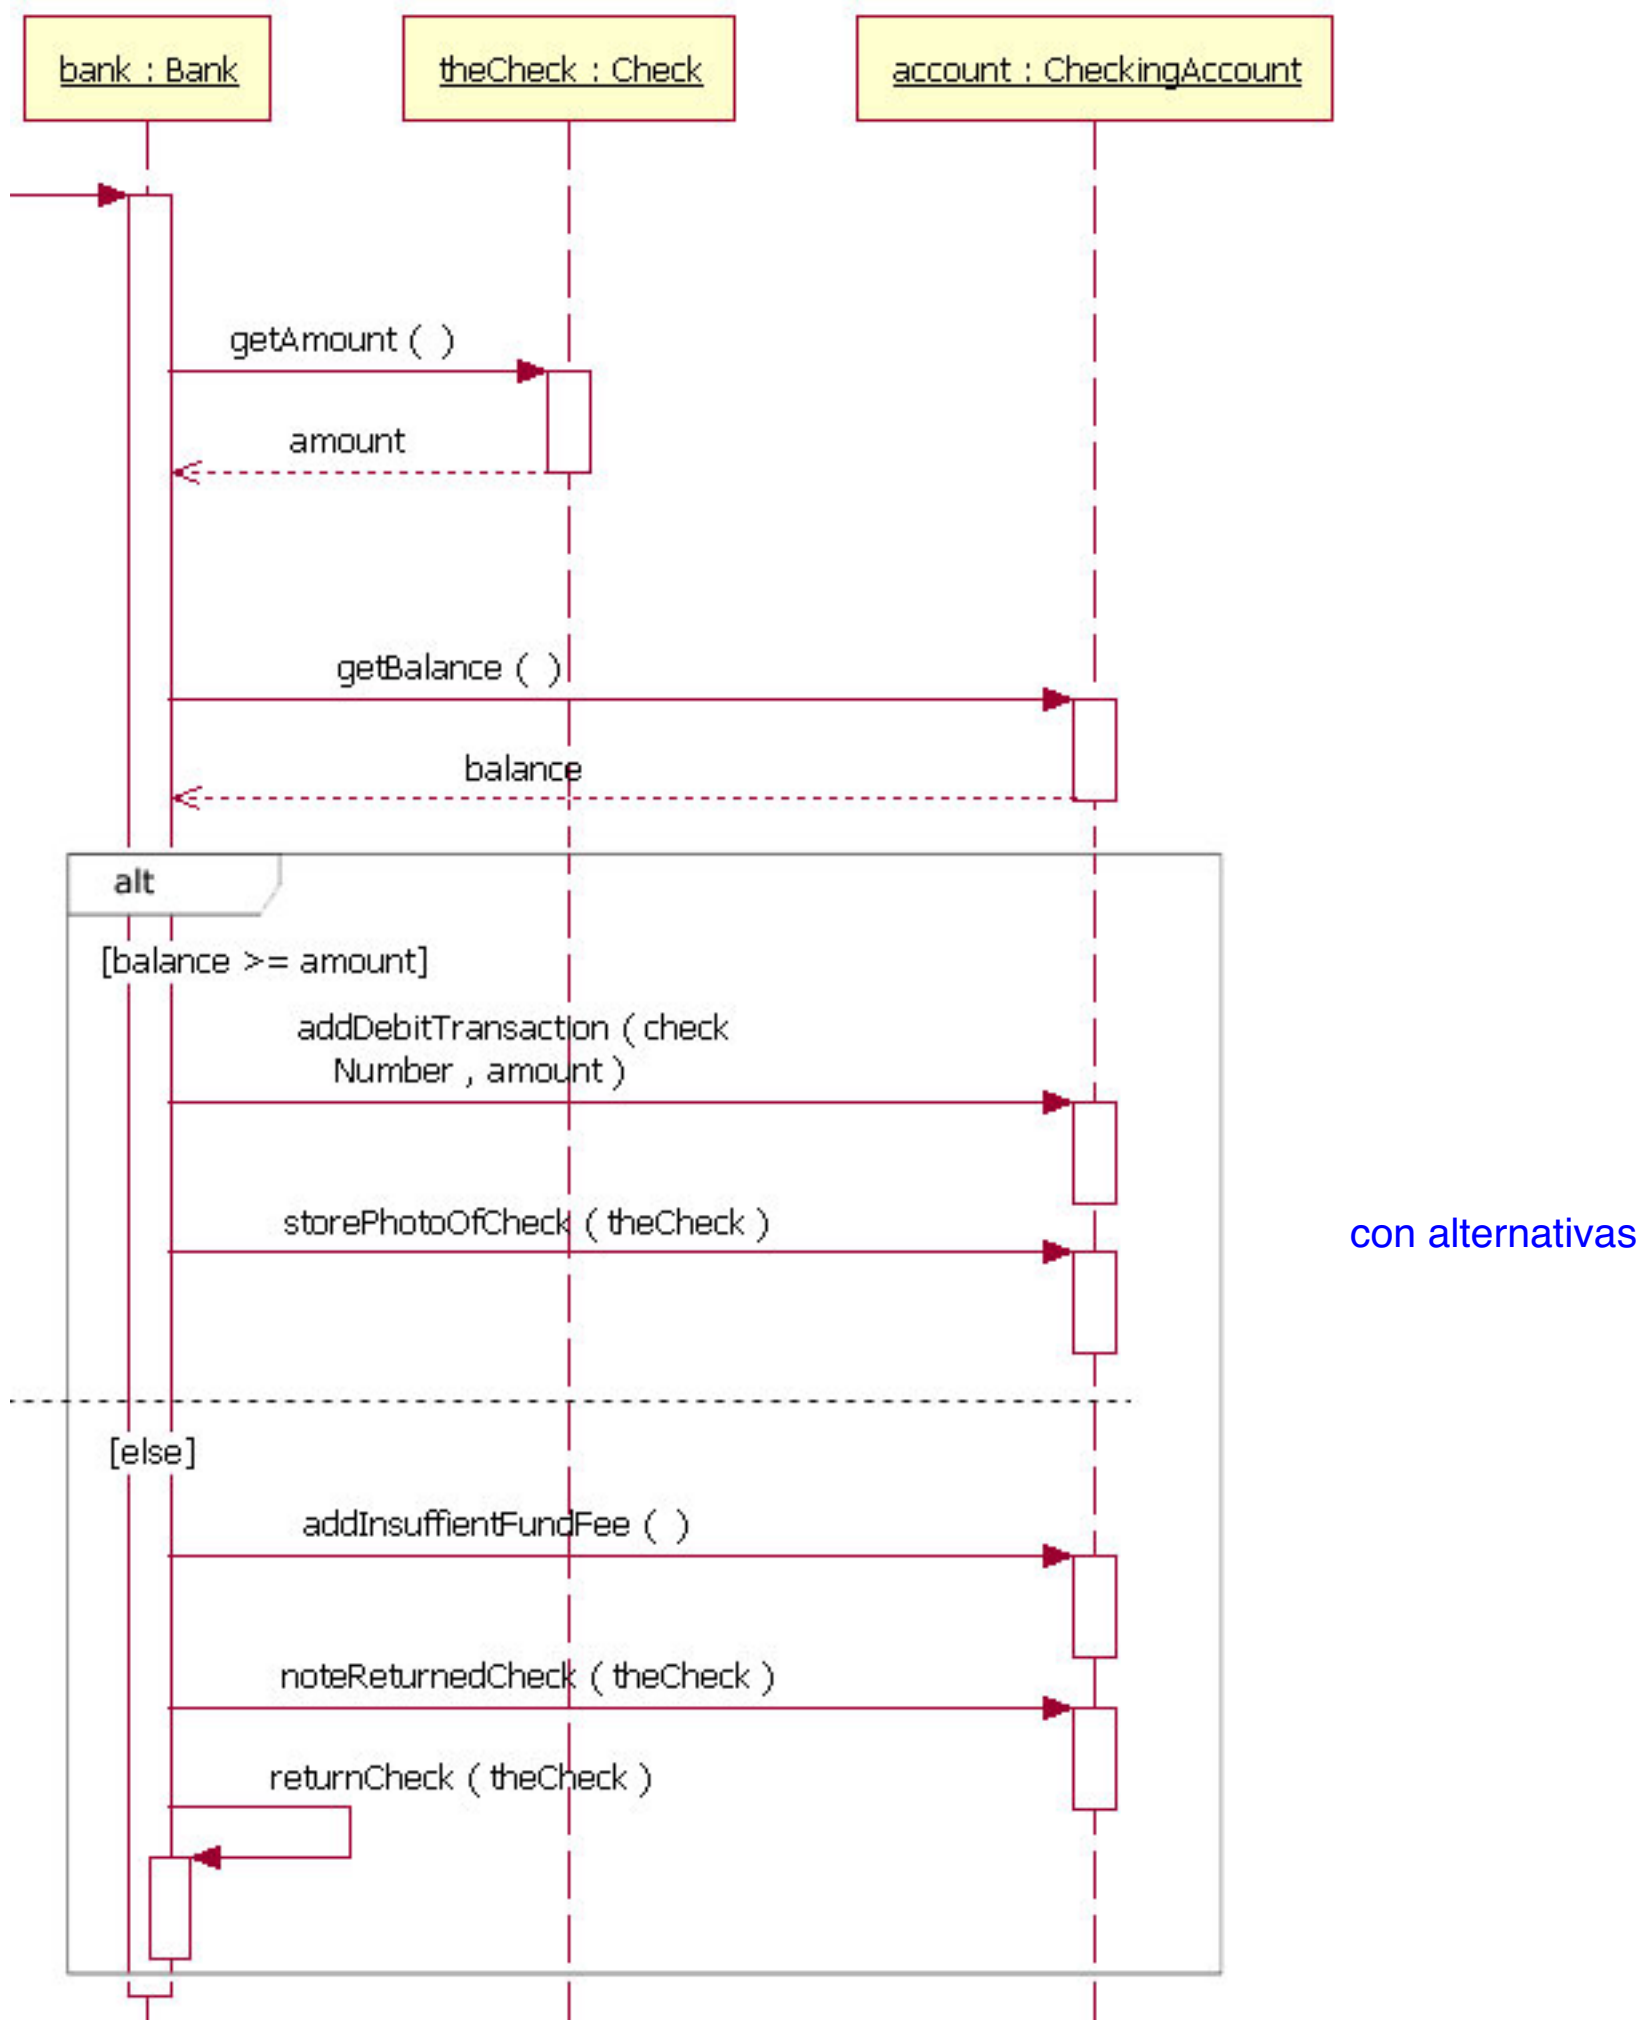 bank : Bank
theCheck : Check
account : CheckingAccount
getAmount ( )
amount
getBalance ( )
balance
alt
[balance >= amount]
addDebitTransaction ( check
Number , amount )
storePhotoOfCheck ( theCheck )
con alternativas
[else]
addInsuffientFundFee ( )
noteReturnedCheck ( theCheck )
returnCheck ( theCheck )